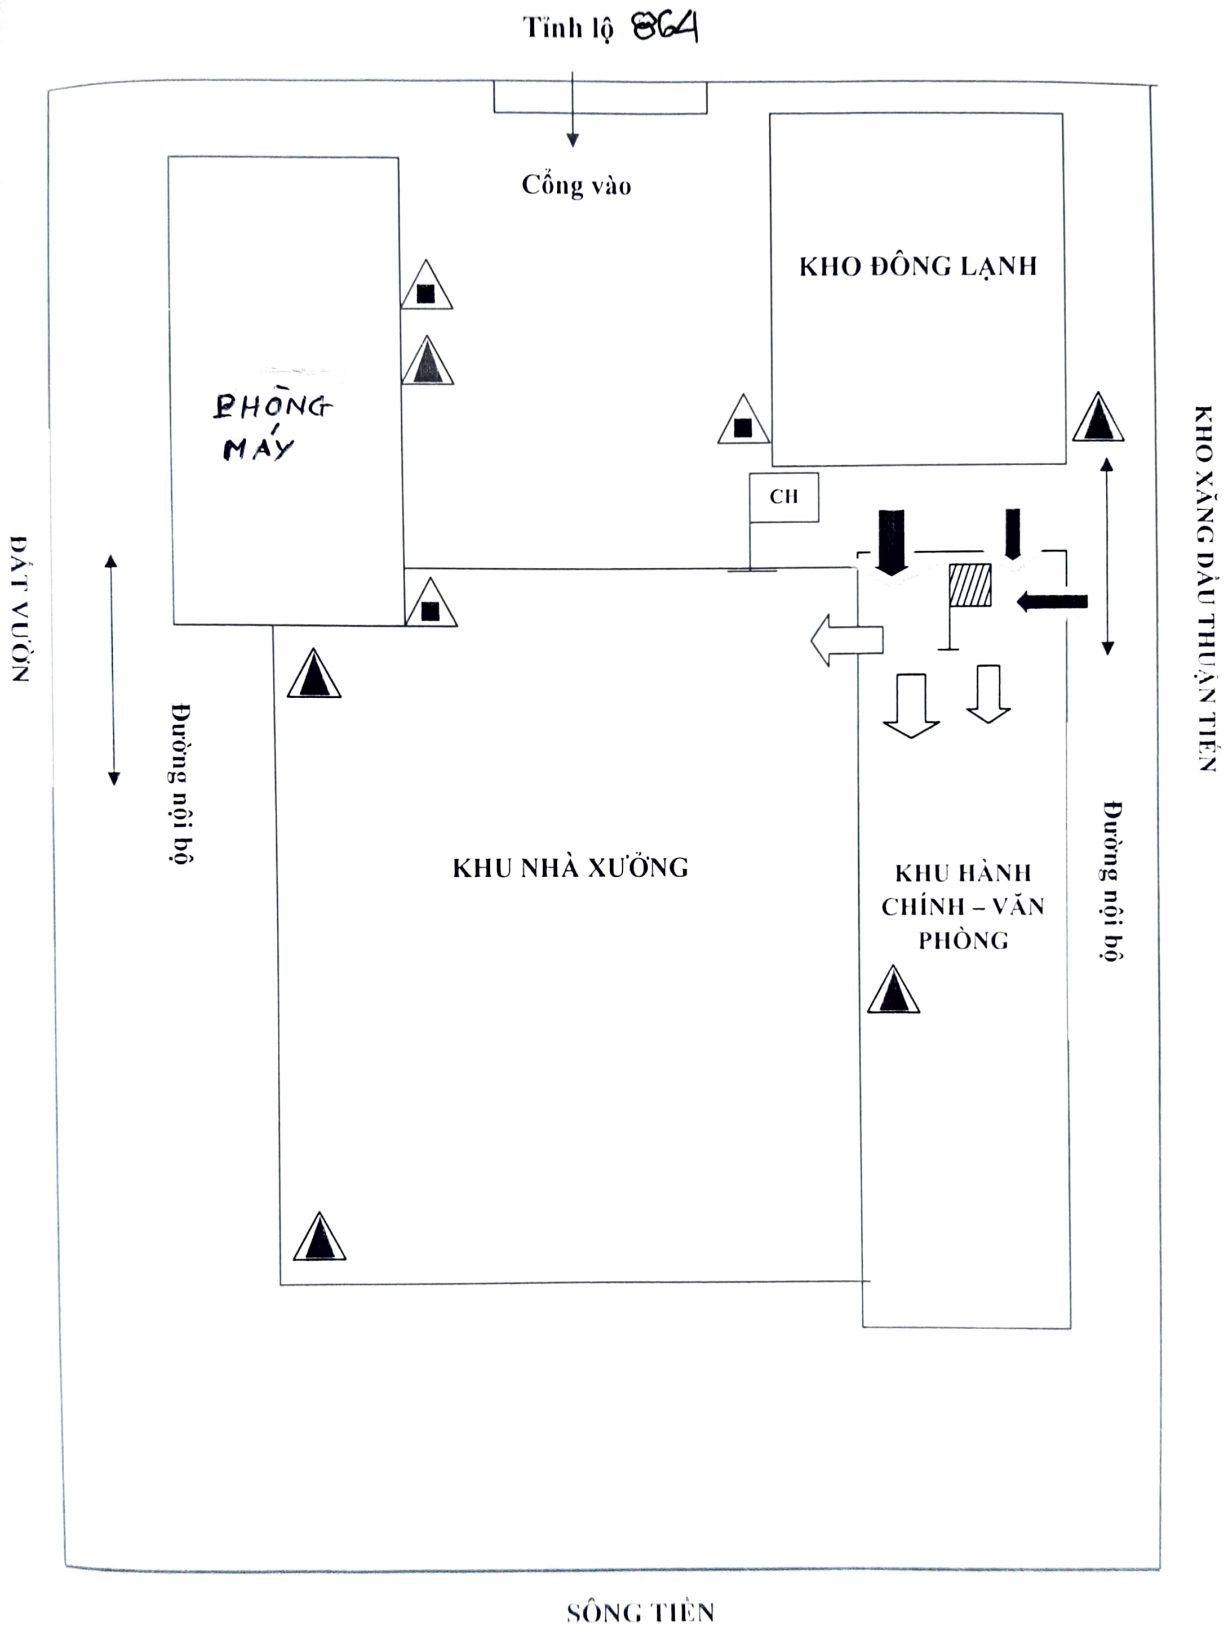 Tỉnh lộ 864
Cổng vào
KHO ĐÔNG LẠNH
PHÒNG
MÁY
CH
KHO XĂNG DẦU THUẬN TIẾN
ĐẤT VƯỜN
Đường nội bộ
KHU NHÀ XƯỞNG
KHU HÀNH
CHÍNH – VĂN
PHÒNG
Đường nội bộ
SÔNG TIỀN